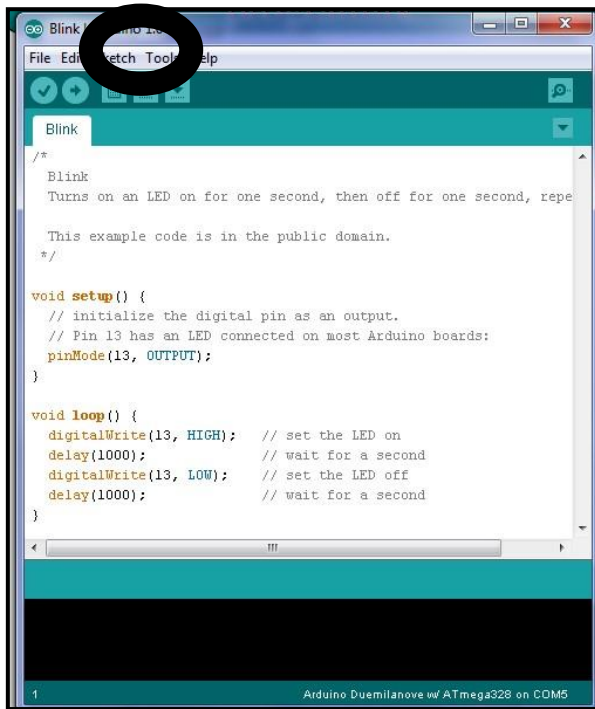 Blink
File Tools
Blink
/*
Blink
Turns on an LED on for one second, then off for one second, repe
This example code is in the public domain.
*/
void setup() {
// initialize the digital pin as an output.
// Pin 13 has an LED connected on most Arduino boards:
pinMode(13, OUTPUT);
}
void loop() {
digitalWrite(13, HIGH); // set the LED on
delay(1000); // wait for a second
digitalWrite(13, LOW); // set the LED off
delay(1000); // wait for a second
}
1 Arduino Duemilanove w/ ATmega328 on COM5